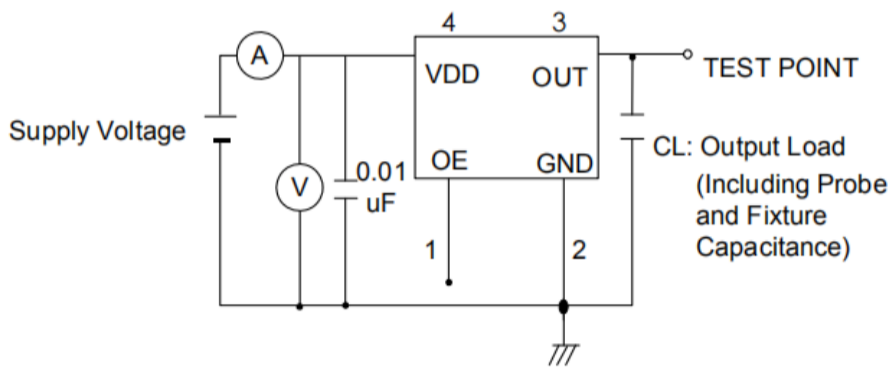 4
3
A
VDD
OUT
TEST POINT
Supply Voltage
OE
GND
CL: Output Load
(Including Probe
and Fixture
Capacitance)
V
0.01
uF
1
2